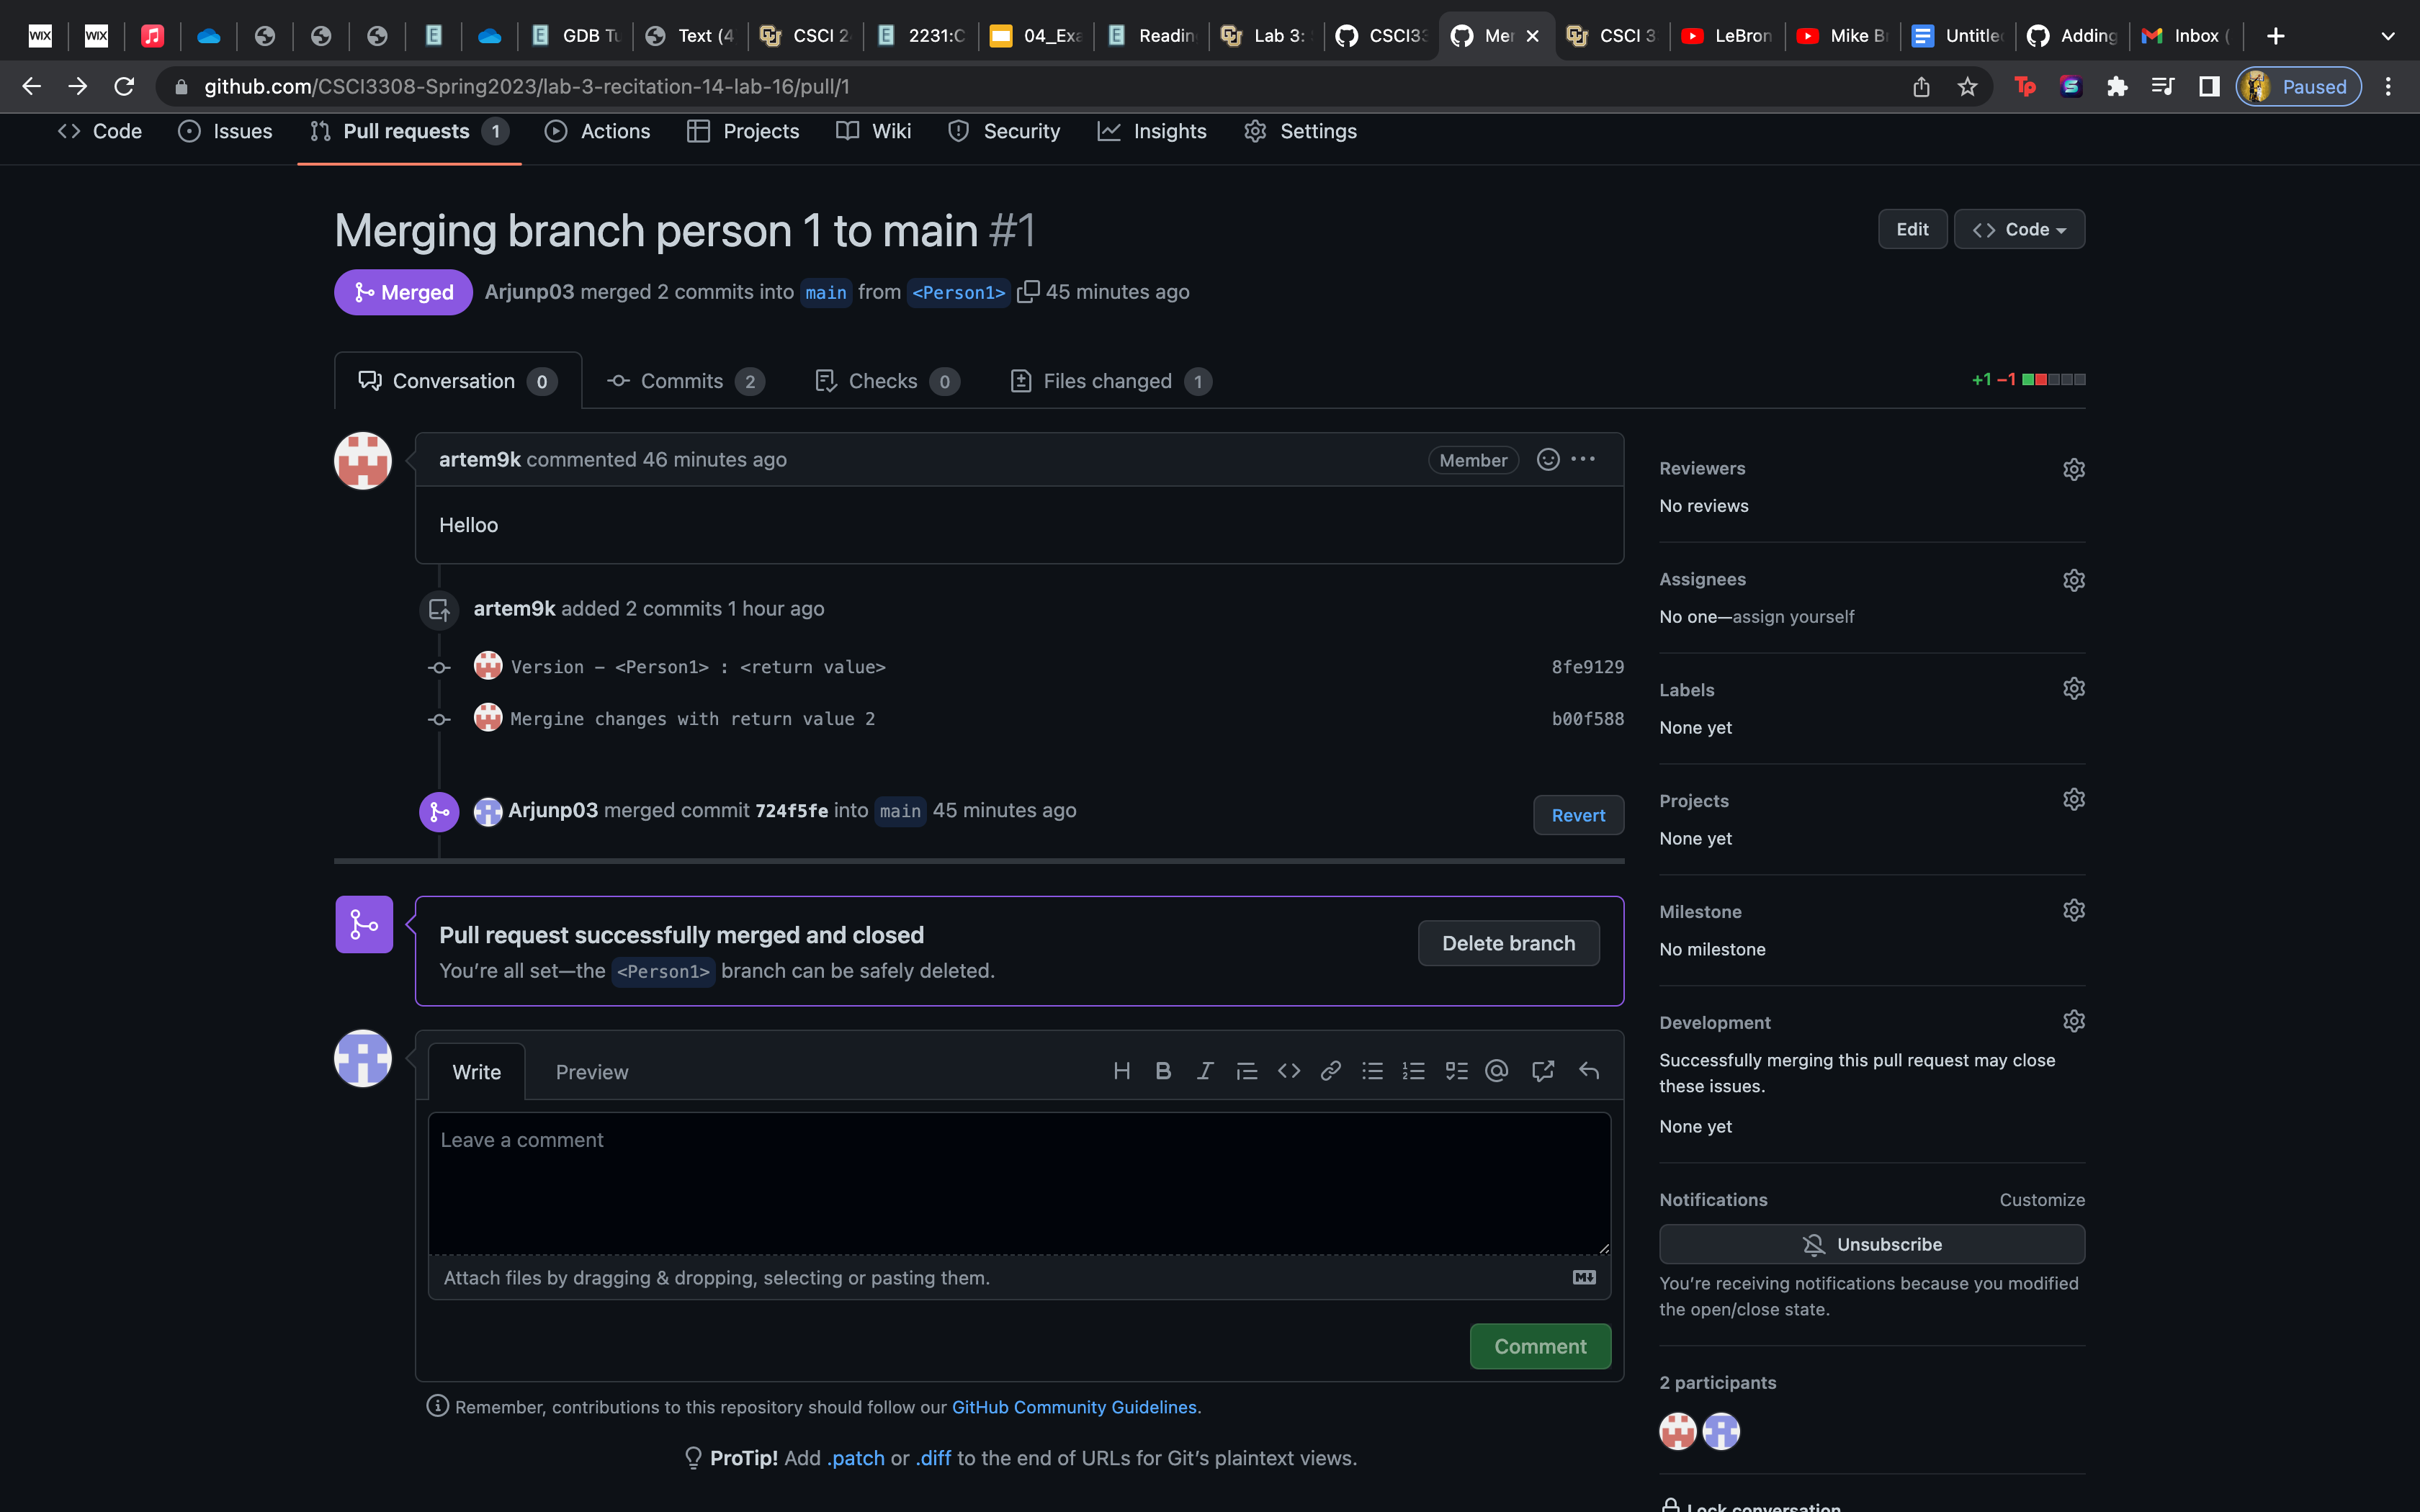 WIX WIX E E GDB Tu Text (4 CSCI 2 E 2231:C 04_Exa E Readin Lab 3: CSCI33 Mer CSCI 3 LeBron Mike B Untitle Adding Inbox (
github.com/CSCI3308-Spring2023/lab-3-recitation-14-lab-16/pull/1 Tp S Paused
Code Issues Pull requests 1 Actions Projects Wiki Security Insights Settings
Merging branch person 1 to main #1
Edit Code
Merged Arjunp03 merged 2 commits into main from <Person1> 45 minutes ago
Conversation 0 Commits 2 Checks 0 Files changed 1
+1 −1
artem9k commented 46 minutes ago Member
Helloo
artem9k added 2 commits 1 hour ago
Version – <Person1> : <return value> 8fe9129
Mergine changes with return value 2 b00f588
Arjunp03 merged commit 724f5fe into main 45 minutes ago Revert
Pull request successfully merged and closed
You're all set—the <Person1> branch can be safely deleted.
Delete branch
Write Preview
Leave a comment
Attach files by dragging & dropping, selecting or pasting them.
Comment
Remember, contributions to this repository should follow our GitHub Community Guidelines.
ProTip! Add .patch or .diff to the end of URLs for Git's plaintext views.
Reviewers
No reviews
Assignees
No one—assign yourself
Labels
None yet
Projects
None yet
Milestone
No milestone
Development
Successfully merging this pull request may close
these issues.
None yet
Notifications Customize
Unsubscribe
You're receiving notifications because you modified
the open/close state.
2 participants
Lock conversation